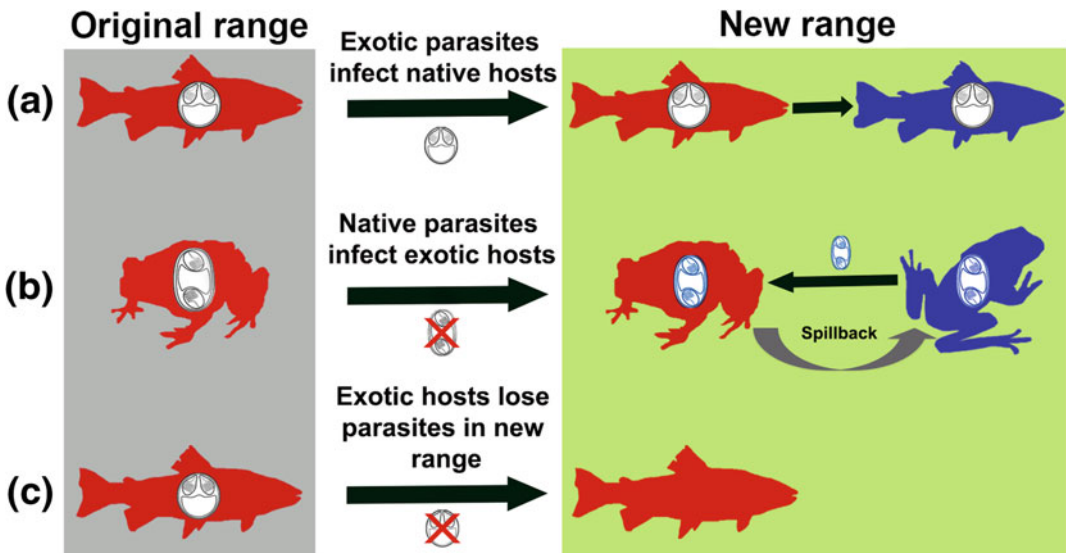 Original range
New range
(a)
Exotic parasites
infect native hosts
(b)
Native parasites
infect exotic hosts
Spillback
(c)
Exotic hosts lose
parasites in new
range